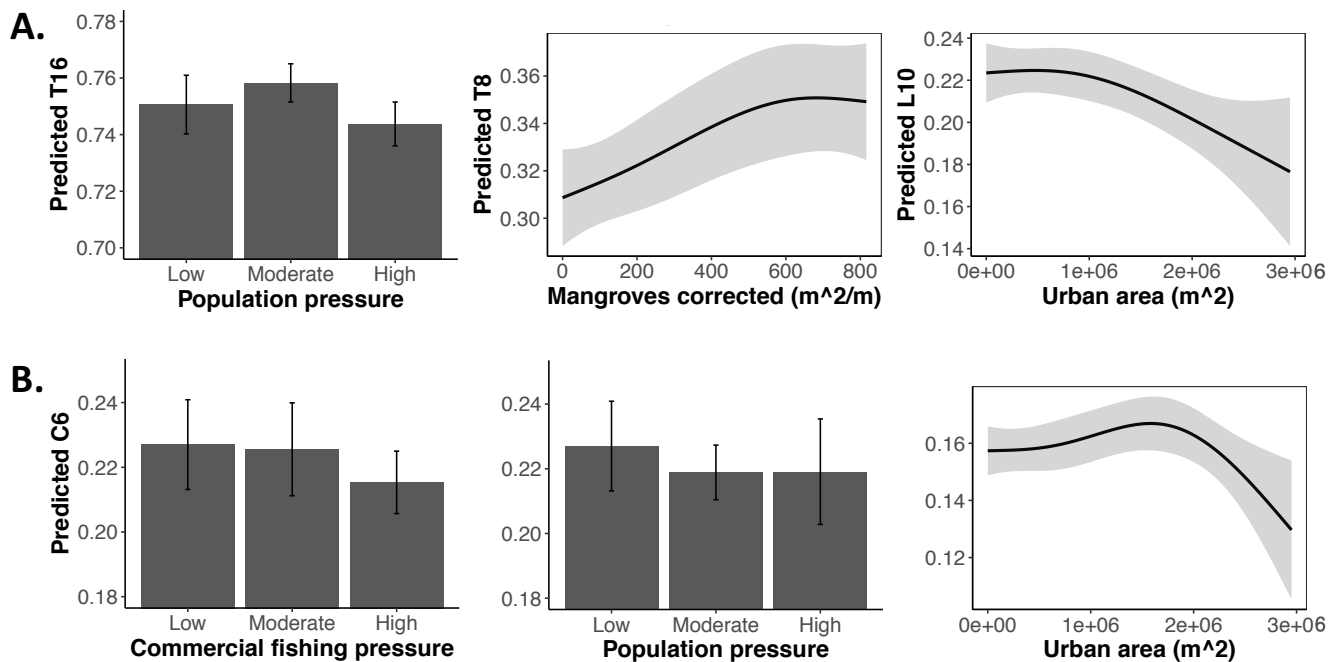 A.
Predicted T16
0.78
0.76
0.74
0.72
0.70
Low Moderate High
Population pressure
Predicted T8
0.36
0.34
0.32
0.30
0 200 400 600 800
Mangroves corrected (m^2/m)
Predicted L10
0.24
0.22
0.20
0.18
0.16
0.14
0e+00 1e+06 2e+06 3e+06
Urban area (m^2)
B.
Predicted C6
0.24
0.22
0.20
0.18
Low Moderate High
Commercial fishing pressure
0.24
0.22
0.20
0.18
Low Moderate High
Population pressure
0.16
0.14
0.12
0e+00 1e+06 2e+06 3e+06
Urban area (m^2)